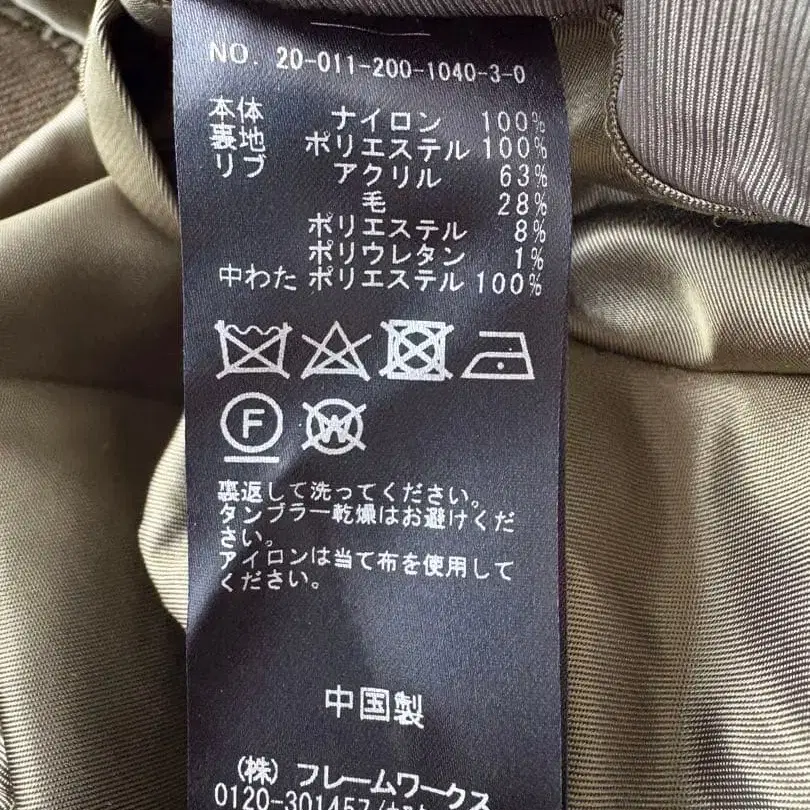 NO. 20-011-200-1040-3-0
本体 ナイロン 100%
裏地 ポリエステル 100%
リブ アクリル 63%
毛 28%
ポリエステル 8%
ポリウレタン 1%
中わた ポリエステル 100%
F
W
裏返して洗ってください。
タンブラー乾燥はお避けくだ
さい。
アイロンは当て布を使用して
ください。
中国製
(株) フレームワークス
0120-301457